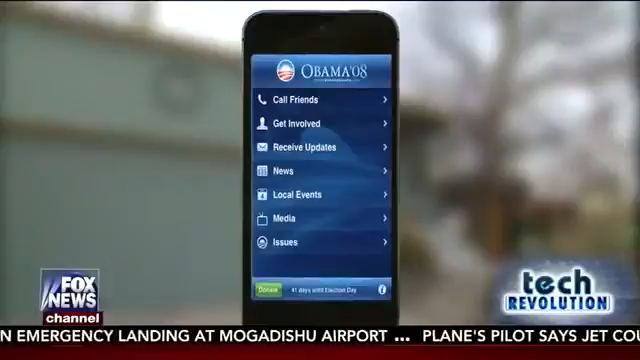 OBAMA'08
Call Friends
Get Involved
Receive Updates
News
Local Events
Media
Issues
Donate
41 days until Election Day
FOX
NEWS
channel
tech
REVOLUTION
N EMERGENCY LANDING AT MOGADISHU AIRPORT ... PLANE'S PILOT SAYS JET CO